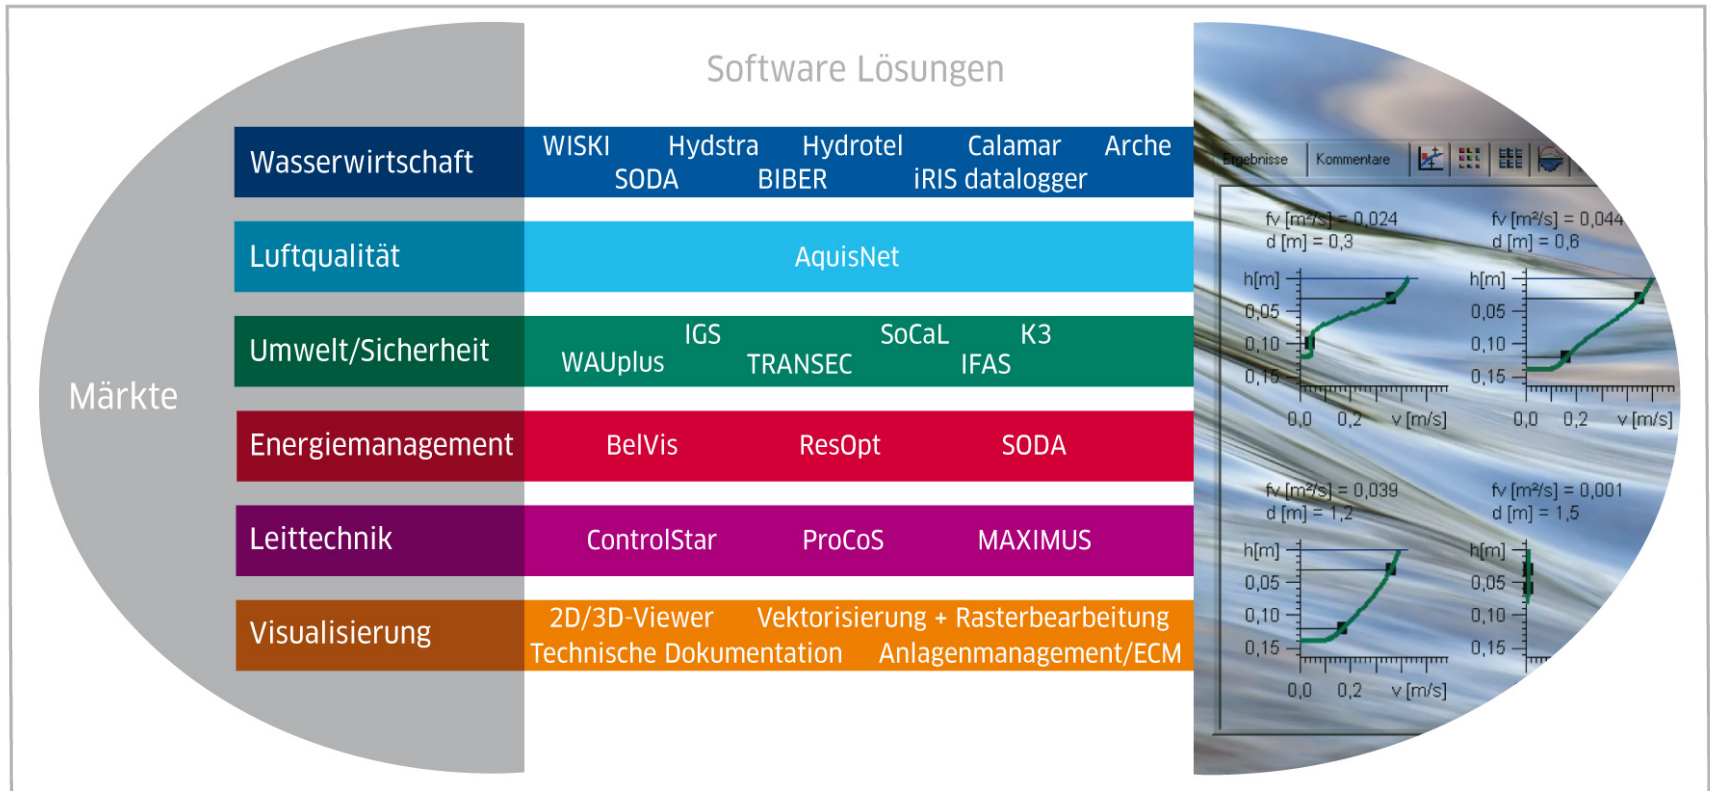 Software Lösungen
Märkte
Wasserwirtschaft
WISKI Hydstra Hydrotel Calamar Arche
SODA BIBER iRIS datalogger
Luftqualität
AquisNet
Umwelt/Sicherheit
IGS SoCaL K3
WAUplus TRANSEC IFAS
Energiemanagement
BelVis ResOpt SODA
Leittechnik
ControlStar ProCoS MAXIMUS
Visualisierung
2D/3D-Viewer Vektorisierung + Rasterbearbeitung
Technische Dokumentation Anlagenmanagement/ECM
Ergebnisse Kommentare
fv [m²/s] = 0,024
d [m] = 0,3
h[m]
0,05
0,10
0,15
0,0 0,2 v [m/s]
fv [m²/s] = 0,044
d [m] = 0,6
h[m]
0,05
0,10
0,15
0,0 0,2 v [m/s]
fv [m²/s] = 0,039
d [m] = 1,2
h[m]
0,05
0,10
0,15
0,0 0,2 v [m/s]
fv [m²/s] = 0,001
d [m] = 1,5
h[m]
0,05
0,10
0,15